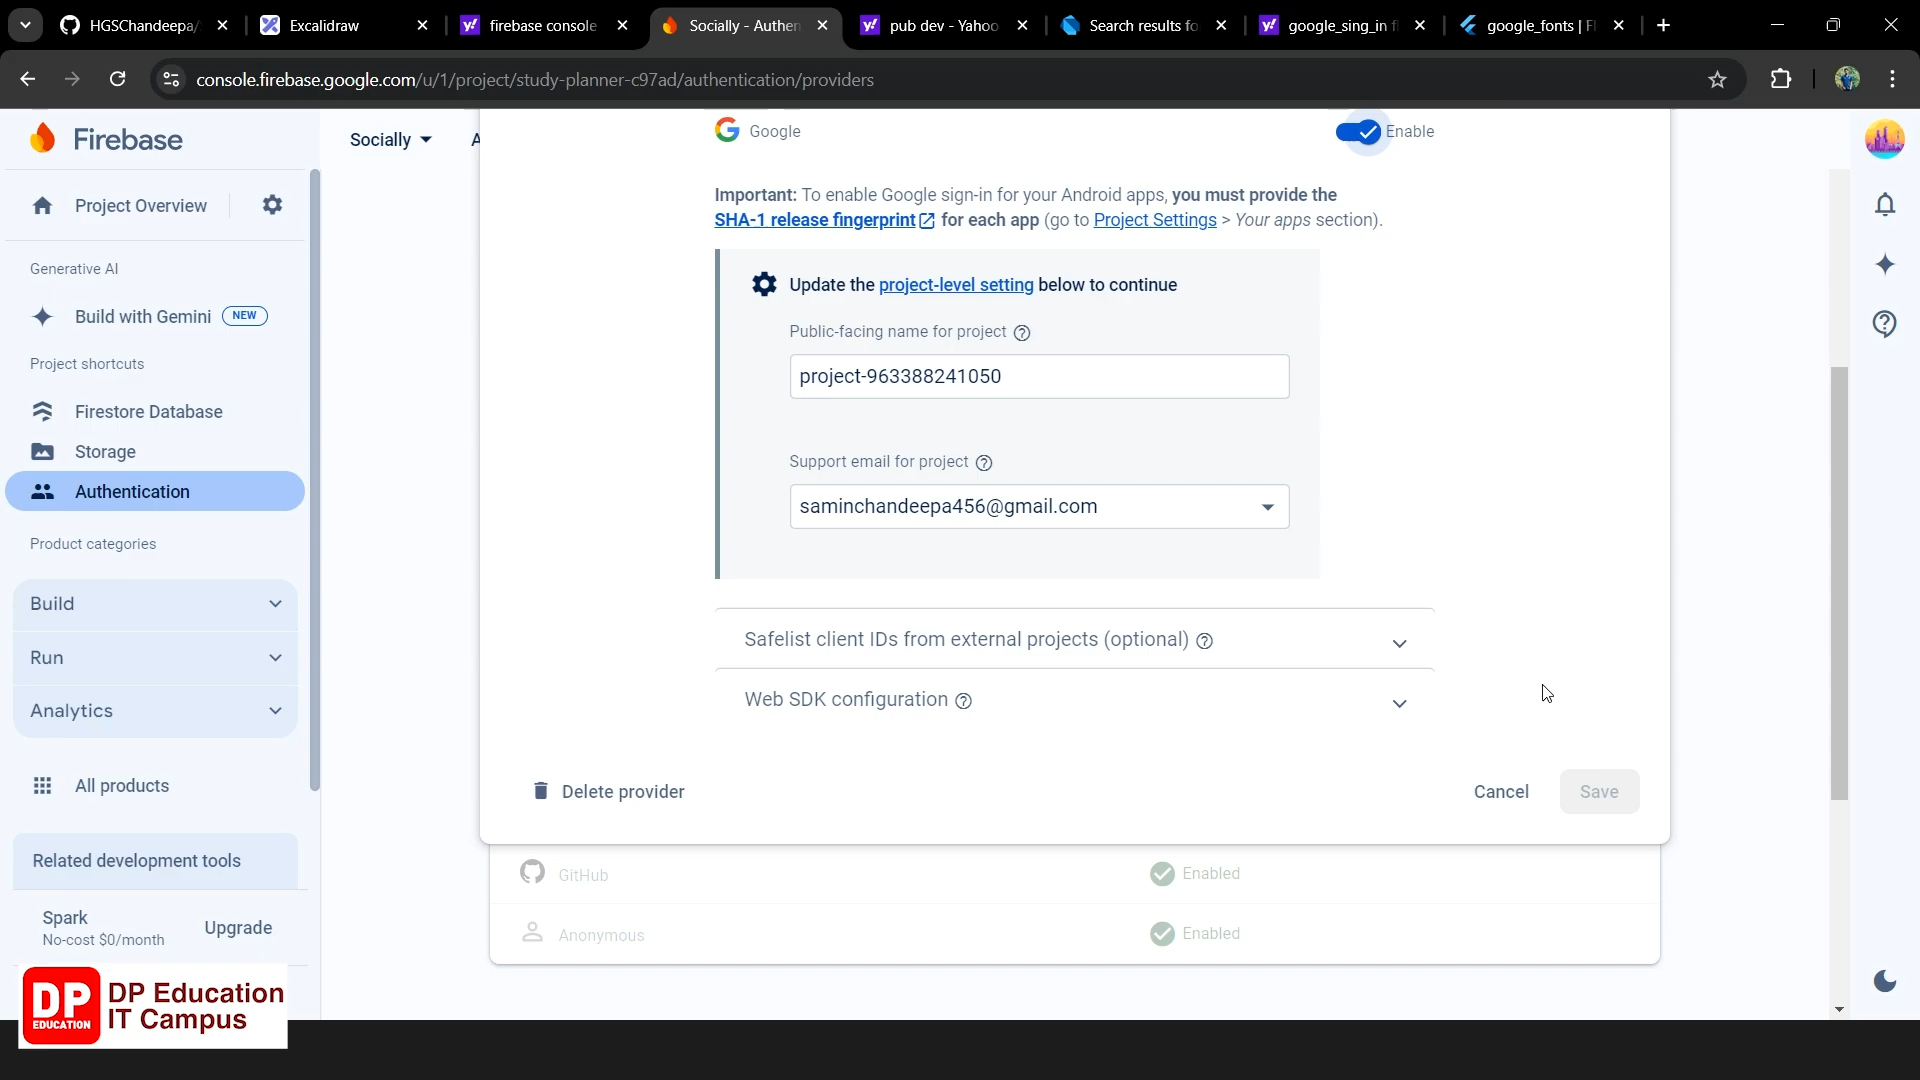 HGSChandeepa/
Excalidraw
firebase console
Socially - Authen
pub dev - Yahoo
Search results fo
google_sing_in f
google_fonts | Fl
console.firebase.google.com/u/1/project/study-planner-c97ad/authentication/providers
Firebase
Socially
A
Project Overview
Generative AI
Build with Gemini
NEW
Project shortcuts
Firestore Database
Storage
Authentication
Product categories
Build
Run
Analytics
All products
Related development tools
Spark
No-cost $0/month
Upgrade
Google
Enable
Important: To enable Google sign-in for your Android apps, you must provide the
SHA-1 release fingerprint for each app (go to Project Settings > Your apps section).
Update the project-level setting below to continue
Public-facing name for project
project-963388241050
Support email for project
saminchandeepa456@gmail.com
Safelist client IDs from external projects (optional)
Web SDK configuration
Delete provider
Cancel
Save
GitHub
Enabled
Anonymous
Enabled
DP
EDUCATION
DP Education
IT Campus